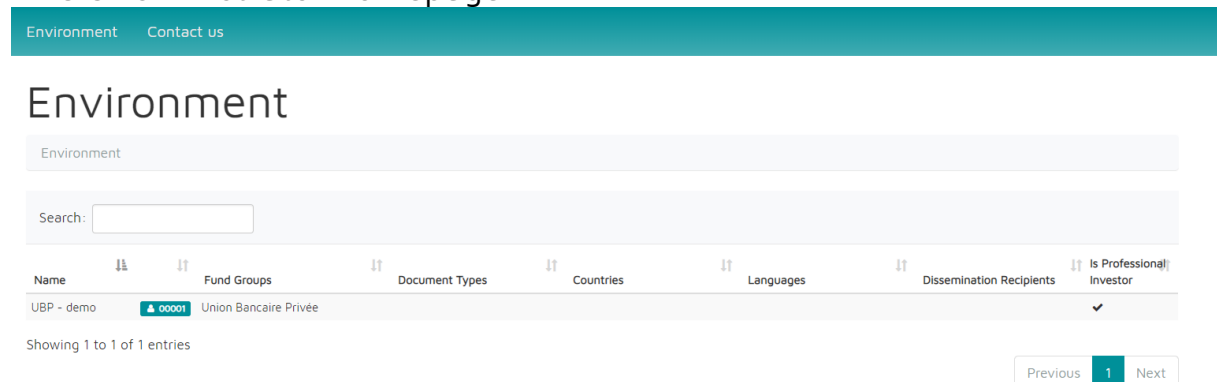 Environment Contact us
Environment
Environment
Search:
Name Fund Groups Document Types Countries Languages Dissemination Recipients Is Professional Investor
UBP - demo 00001 Union Bancaire Privée
Showing 1 to 1 of 1 entries
Previous 1 Next